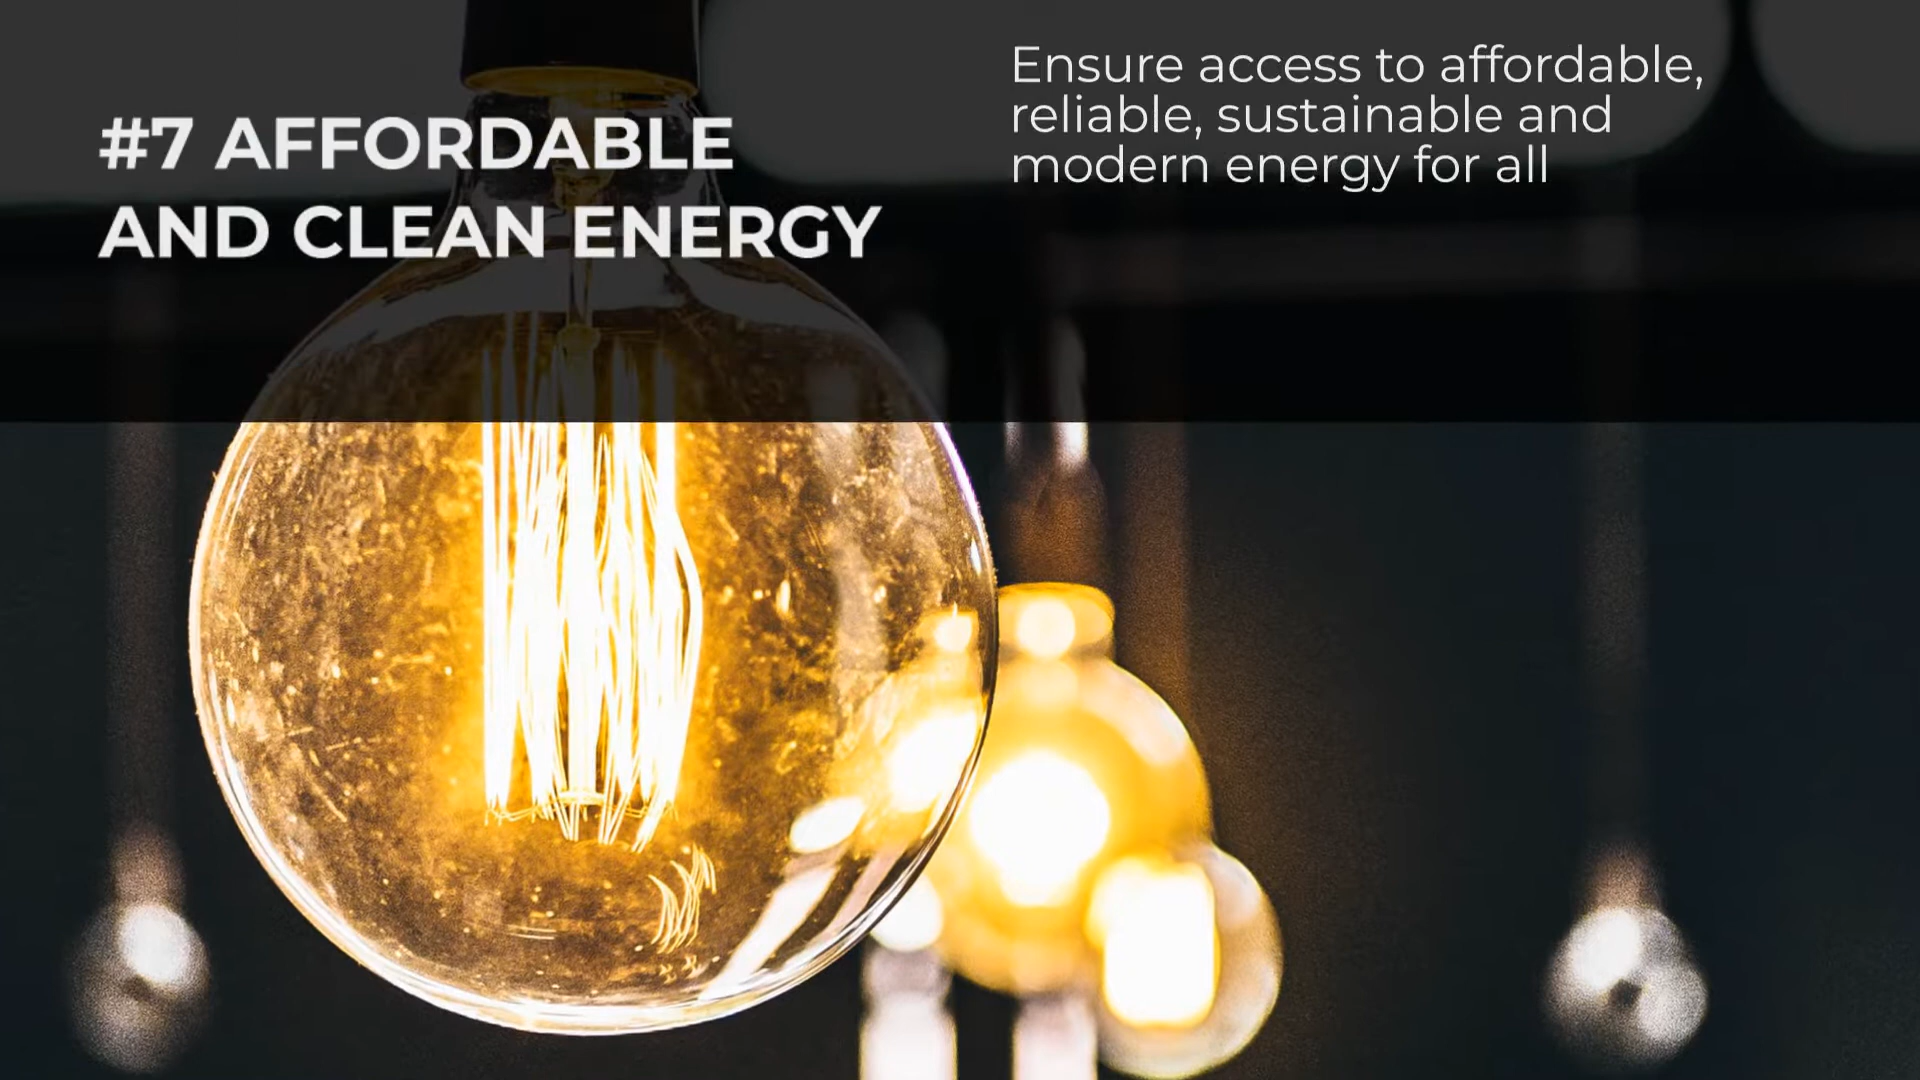 #7 AFFORDABLE
AND CLEAN ENERGY
Ensure access to affordable,
reliable, sustainable and
modern energy for all